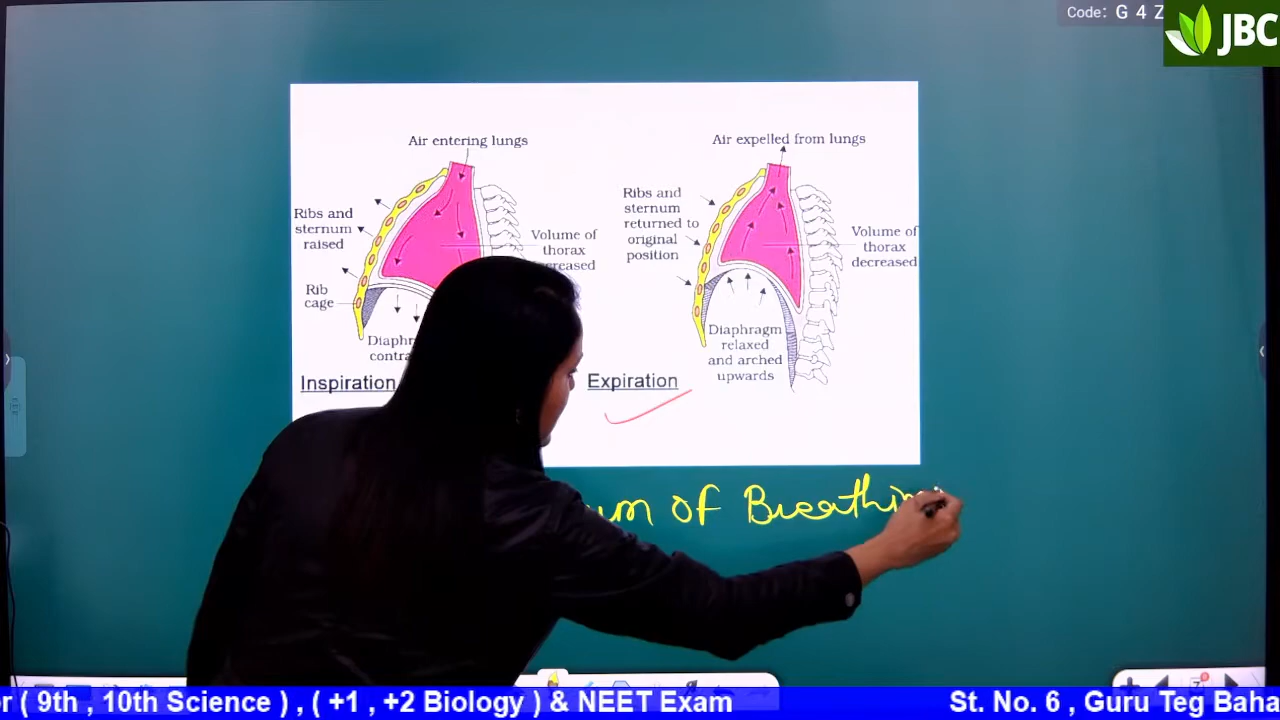 Code: G 4 Z
JBC
Air entering lungs
Ribs and
sternum
raised
Rib
cage
Volume of
thorax
Inspiration
Air expelled from lungs
Ribs and
sternum
returned to
original
position
Volume of
thorax
decreased
Diaphragm
relaxed
and arched
upwards
Expiration
of Breathin
( 9th , 10th Science ) , ( +1 , +2 Biology ) & NEET Exam
St. No. 6 , Guru Teg Baha